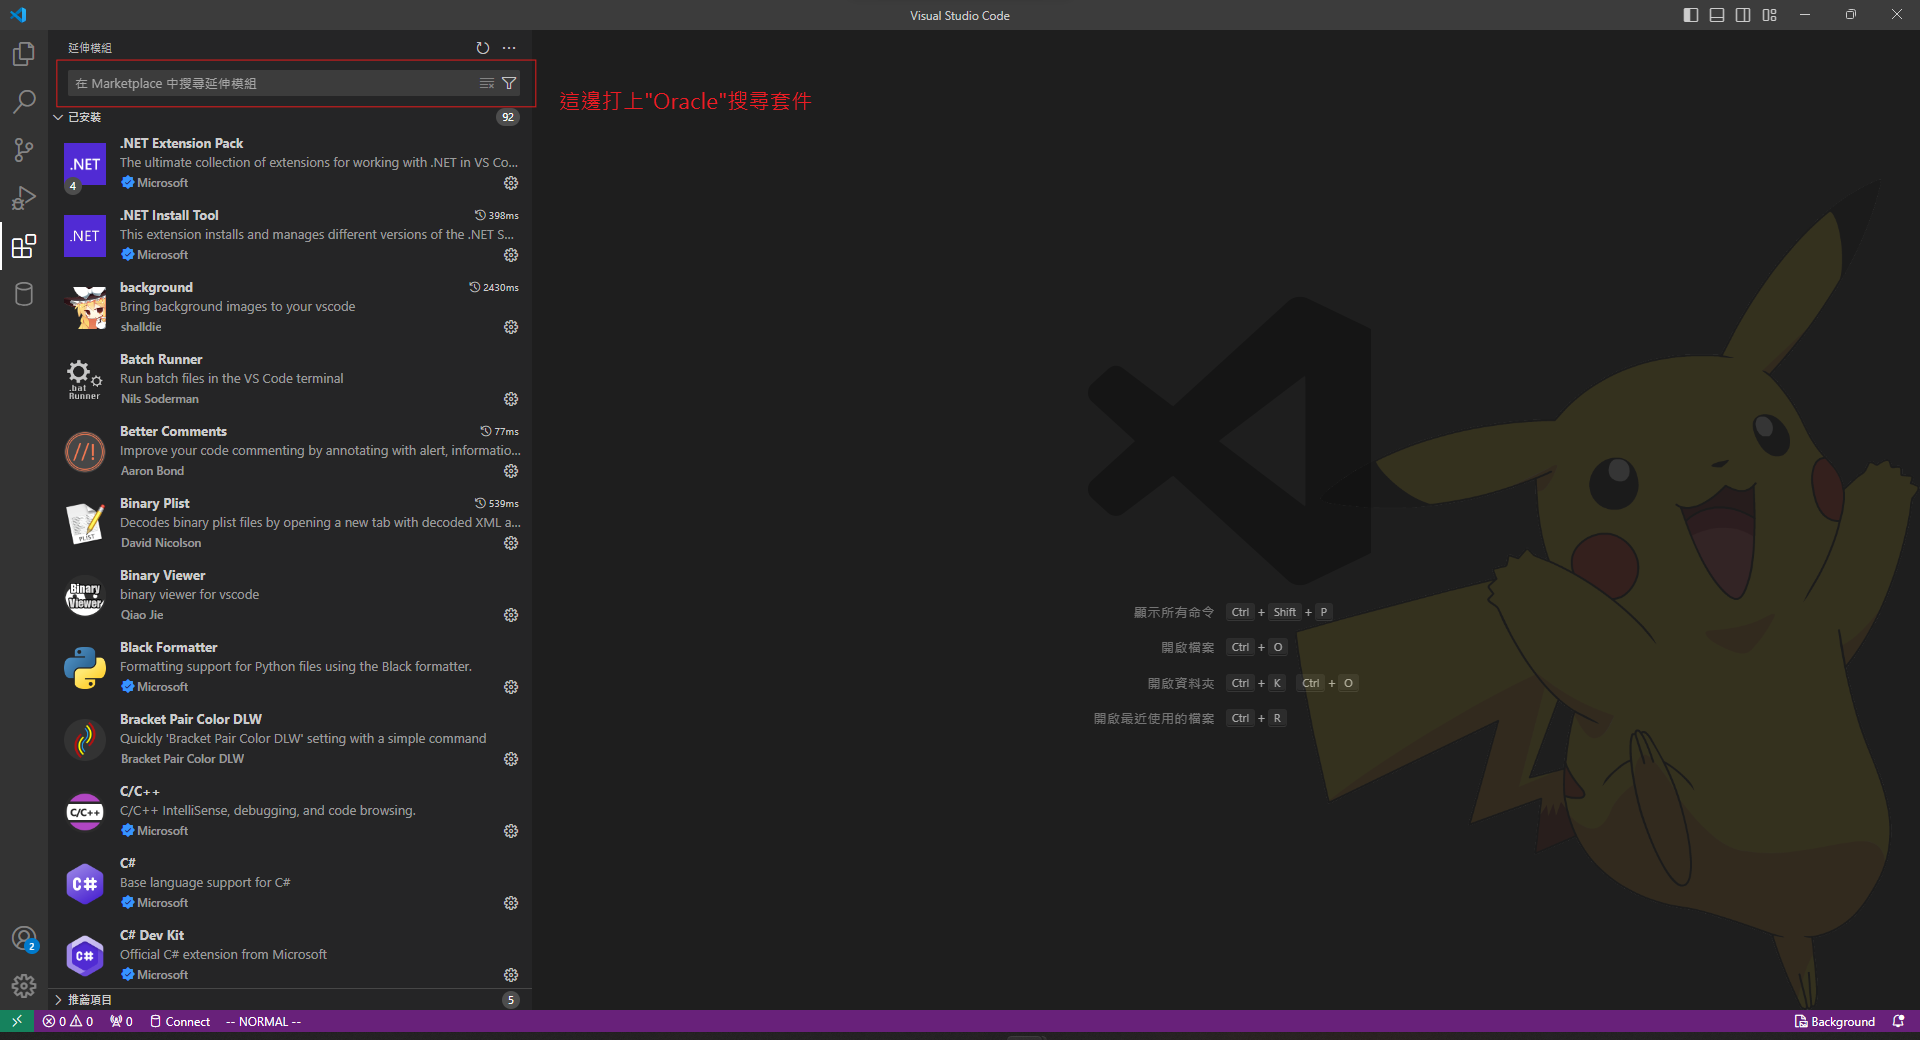 Visual Studio Code
延伸模組
在 Marketplace 中搜尋延伸模組
這邊打上"Oracle"搜尋套件
已安裝
92
.NET Extension Pack
.NET
The ultimate collection of extensions for working with .NET in VS Co...
4
Microsoft
.NET Install Tool
398ms
.NET
This extension installs and manages different versions of the .NET S...
Microsoft
background
2430ms
Bring background images to your vscode
shalldie
Batch Runner
Run batch files in the VS Code terminal
.bat
Runner
Nils Soderman
Better Comments
77ms
//!
Improve your code commenting by annotating with alert, informatio...
Aaron Bond
Binary Plist
539ms
Decodes binary plist files by opening a new tab with decoded XML a...
PLIST
David Nicolson
Binary Viewer
Binary
Viewer
binary viewer for vscode
Qiao Jie
Black Formatter
Formatting support for Python files using the Black formatter.
Microsoft
Bracket Pair Color DLW
Quickly 'Bracket Pair Color DLW' setting with a simple command
Bracket Pair Color DLW
C/C++
C/C++
C/C++ IntelliSense, debugging, and code browsing.
Microsoft
C#
C#
Base language support for C#
Microsoft
C# Dev Kit
C#
Official C# extension from Microsoft
Microsoft
推薦項目
5
顯示所有命令 Ctrl + Shift + P
開啟檔案 Ctrl + O
開啟資料夾 Ctrl + K Ctrl + O
開啟最近使用的檔案 Ctrl + R
2
0 0 0 Connect -- NORMAL --
Background